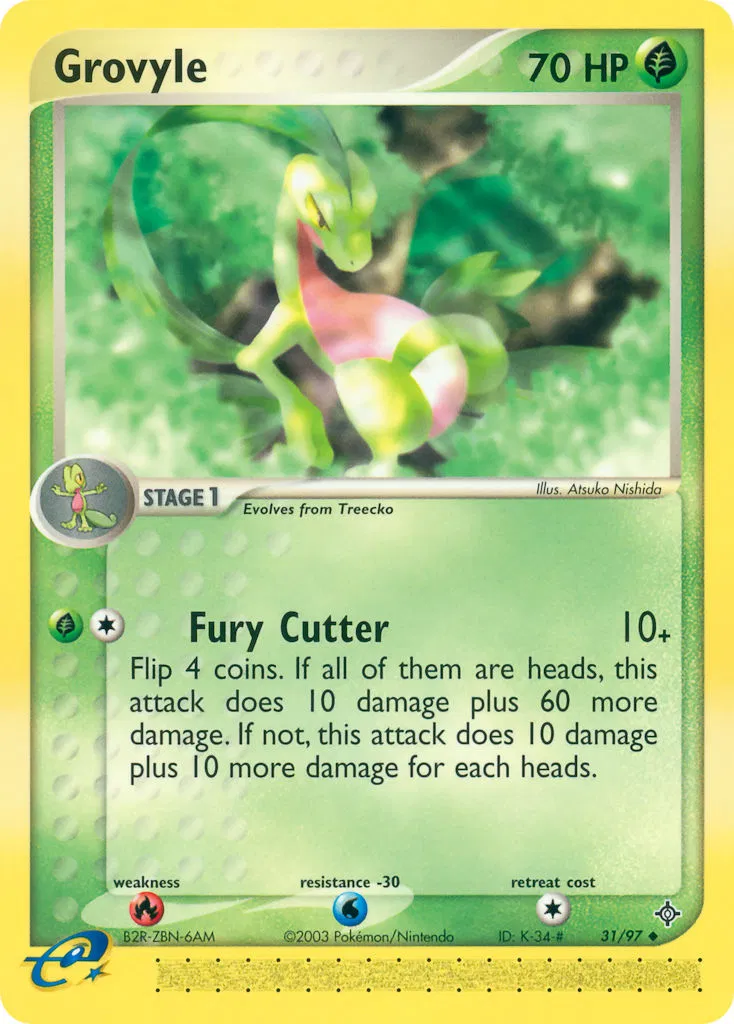 Grovyle
70 HP
Illus. Atsuko Nishida
STAGE 1
Evolves from Treecko
Fury Cutter 10+
Flip 4 coins. If all of them are heads, this
attack does 10 damage plus 60 more
damage. If not, this attack does 10 damage
plus 10 more damage for each heads.
weakness resistance -30 retreat cost
B2R-ZBN-6AM ©2003 Pokémon/Nintendo ID: K-34-# 31/97
e